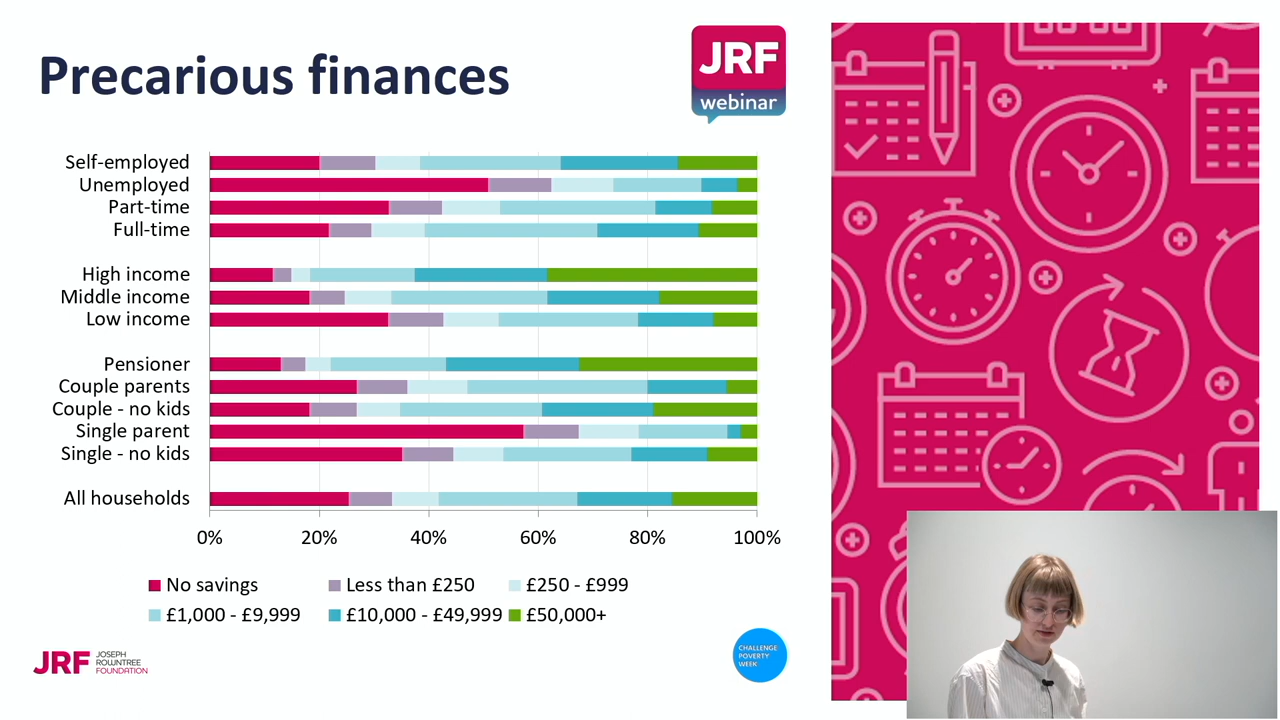 Precarious finances
JRF
webinar
Self-employed
Unemployed
Part-time
Full-time
High income
Middle income
Low income
Pensioner
Couple parents
Couple - no kids
Single parent
Single - no kids
All households
0% 20% 40% 60% 80% 100%
No savings Less than £250 £250 - £999
£1,000 - £9,999 £10,000 - £49,999 £50,000+
JRF
JOSEPH
ROWNTREE
FOUNDATION
CHALLENGE
POVERTY
WEEK